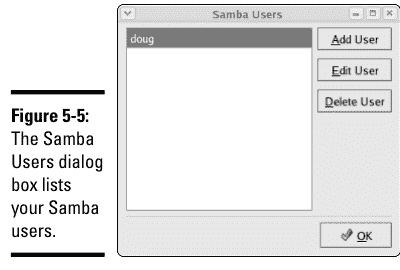 Samba Users
doug
Add User
Edit User
Delete User
OK
Figure 5-5:
The Samba
Users dialog
box lists
your Samba
users.